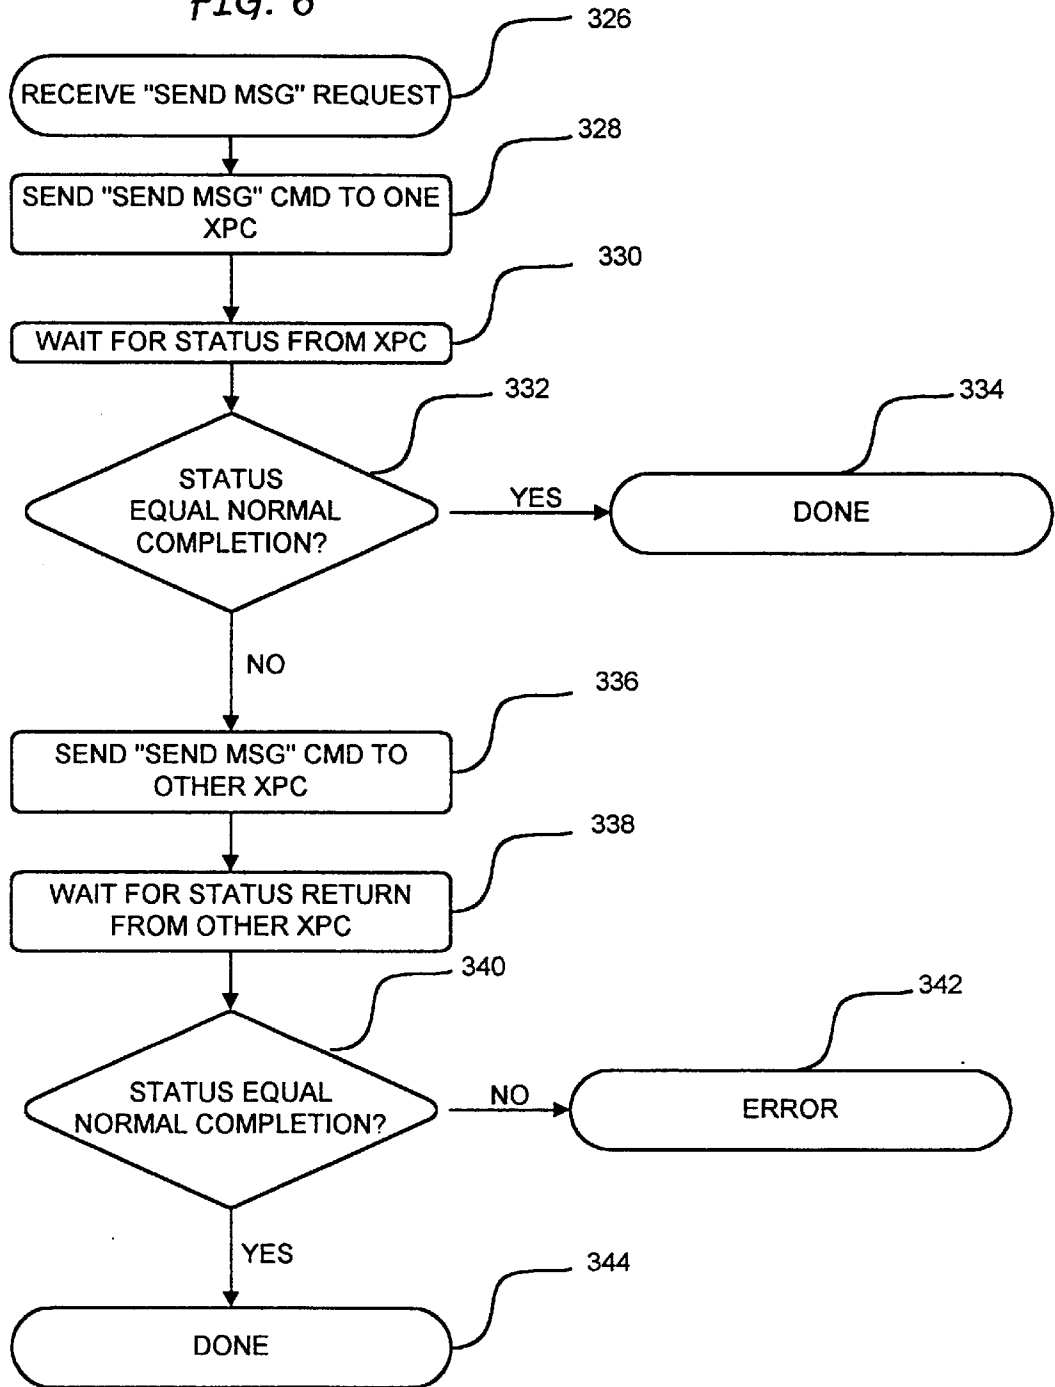 FIG. 6
326
RECEIVE "SEND MSG" REQUEST
328
SEND "SEND MSG" CMD TO ONE
XPC
330
WAIT FOR STATUS FROM XPC
332
334
STATUS
EQUAL NORMAL
COMPLETION?
YES
DONE
NO
336
SEND "SEND MSG" CMD TO
OTHER XPC
338
WAIT FOR STATUS RETURN
FROM OTHER XPC
340
342
STATUS EQUAL
NORMAL COMPLETION?
NO
ERROR
YES
344
DONE